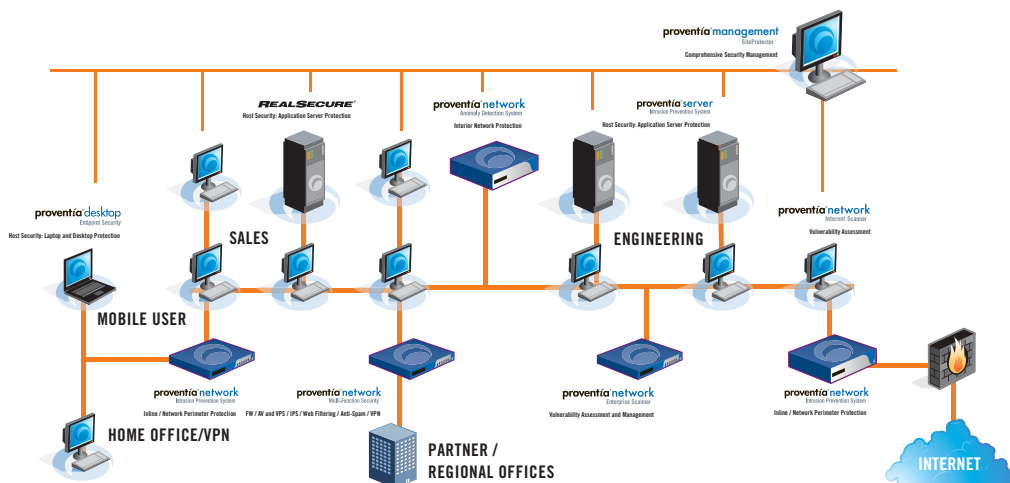 proventia management
SiteProtector™
Comprehensive Security Management
REALSECURE®
Host Security: Application Server Protection
proventia network
Anomaly Detection System
Interior Network Protection
proventia server
Intrusion Prevention System
Host Security: Application Server Protection
proventia desktop
Endpoint Security
Host Security: Laptop and Desktop Protection
SALES
ENGINEERING
proventia network
Internet Scanner
Vulnerability Assessment
MOBILE USER
proventia network
Intrusion Prevention System
Inline / Network Perimeter Protection
proventia network
Multi-Function Security
FW / AV and VPS / IPS / Web Filtering / Anti-Spam / VPN
proventia network
Enterprise Scanner
Vulnerability Assessment and Management
proventia network
Intrusion Prevention System
Inline / Network Perimeter Protection
HOME OFFICE/VPN
PARTNER /
REGIONAL OFFICES
INTERNET